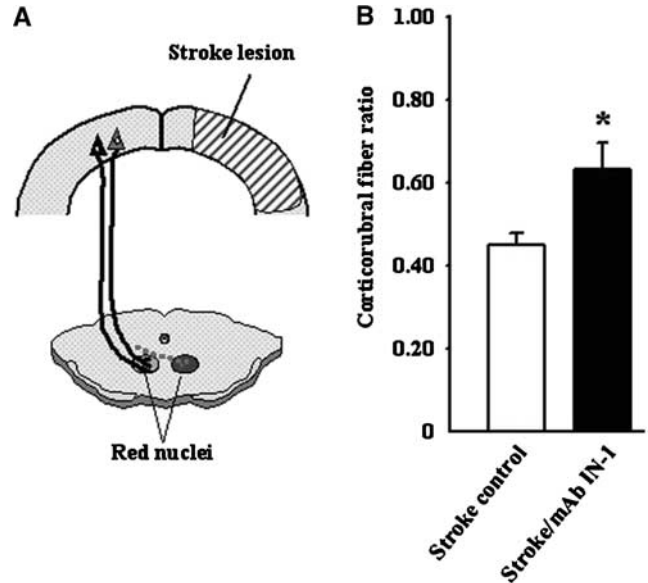 A
Stroke lesion
Red nuclei
B
Corticorubral fiber ratio
1.00
0.80
0.60
0.40
0.20
0
*
Stroke control
Stroke/mAb IN-1